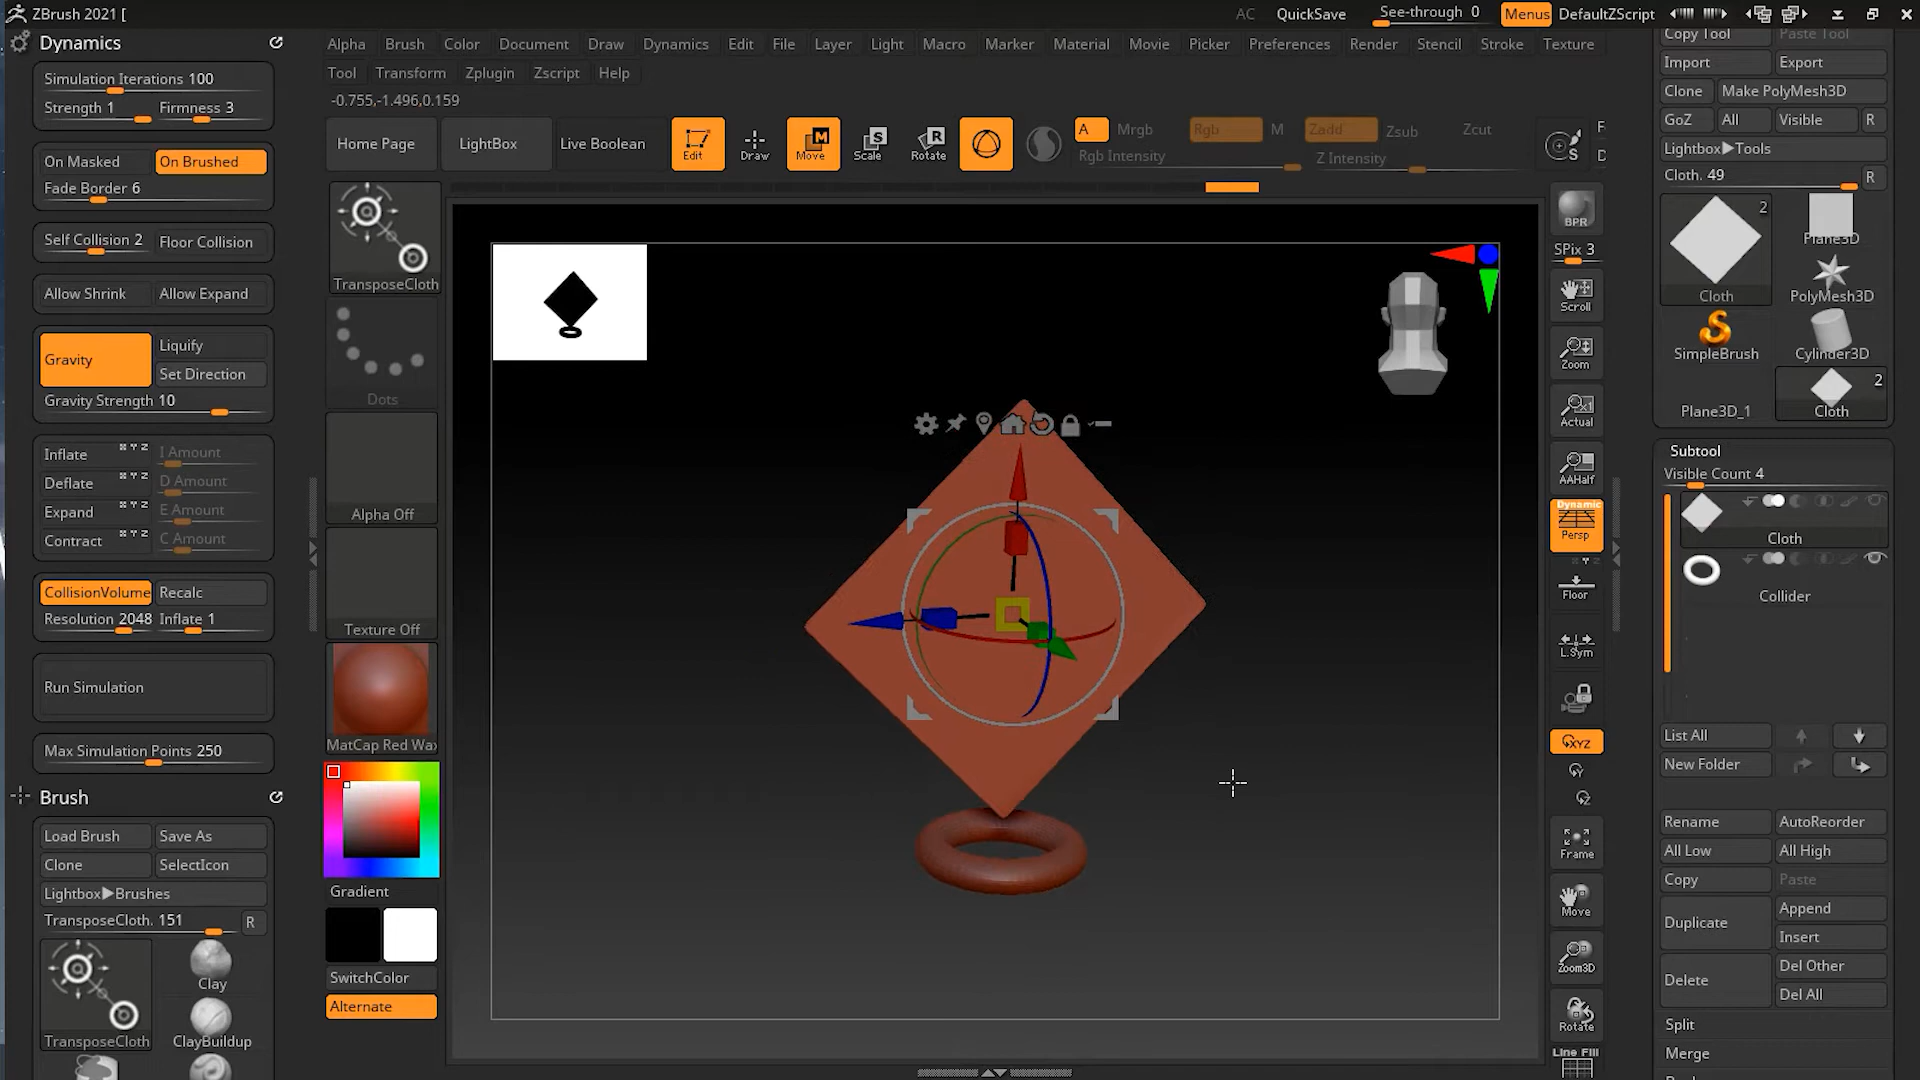 ZBrush 2021 [
AC QuickSave See-through 0 Menus DefaultZScript
Dynamics
Simulation Iterations 100
Strength 1 Firmness 3
On Masked On Brushed
Fade Border 6
Self Collision 2 Floor Collision
Allow Shrink Allow Expand
Gravity Liquify
Set Direction
Gravity Strength 10
Inflate X Y Z I Amount
Deflate X Y Z D Amount
Expand X Y Z E Amount
Contract X Y Z C Amount
CollisionVolume Recalc
Resolution 2048 Inflate 1
Run Simulation
Max Simulation Points 250
Brush
Load Brush Save As
Clone SelectIcon
Lightbox▶Brushes
TransposeCloth. 151 R
Clay
TransposeCloth ClayBuildup
Alpha Brush Color Document Draw Dynamics Edit File Layer Light Macro Marker Material Movie Picker Preferences Render Stencil Stroke Texture
Tool Transform Zplugin Zscript Help
-0.755,-1.496,0.159
Home Page LightBox Live Boolean Edit Draw Move Scale Rotate
A Mrgb Rgb M Zadd Zsub Zcut
Rgb Intensity Z Intensity
TransposeCloth
Dots
Alpha Off
Texture Off
MatCap Red Wax
Gradient
SwitchColor
Alternate
BPR
SPix 3
Scroll
Zoom
Actual
AAHalf
Dynamic
Persp
Floor
L.Sym
XYZ
Frame
Move
Zoom3D
Rotate
Line Fill
Copy Tool Paste Tool
Import Export
Clone Make PolyMesh3D
GoZ All Visible R
Lightbox▶Tools
Cloth. 49 R
2
Plane3D
Cloth PolyMesh3D
SimpleBrush Cylinder3D
2
Plane3D_1 Cloth
Subtool
Visible Count 4
Cloth
Collider
List All
New Folder
Rename AutoReorder
All Low All High
Copy Paste
Duplicate Append
Insert
Delete Del Other
Del All
Split
Merge